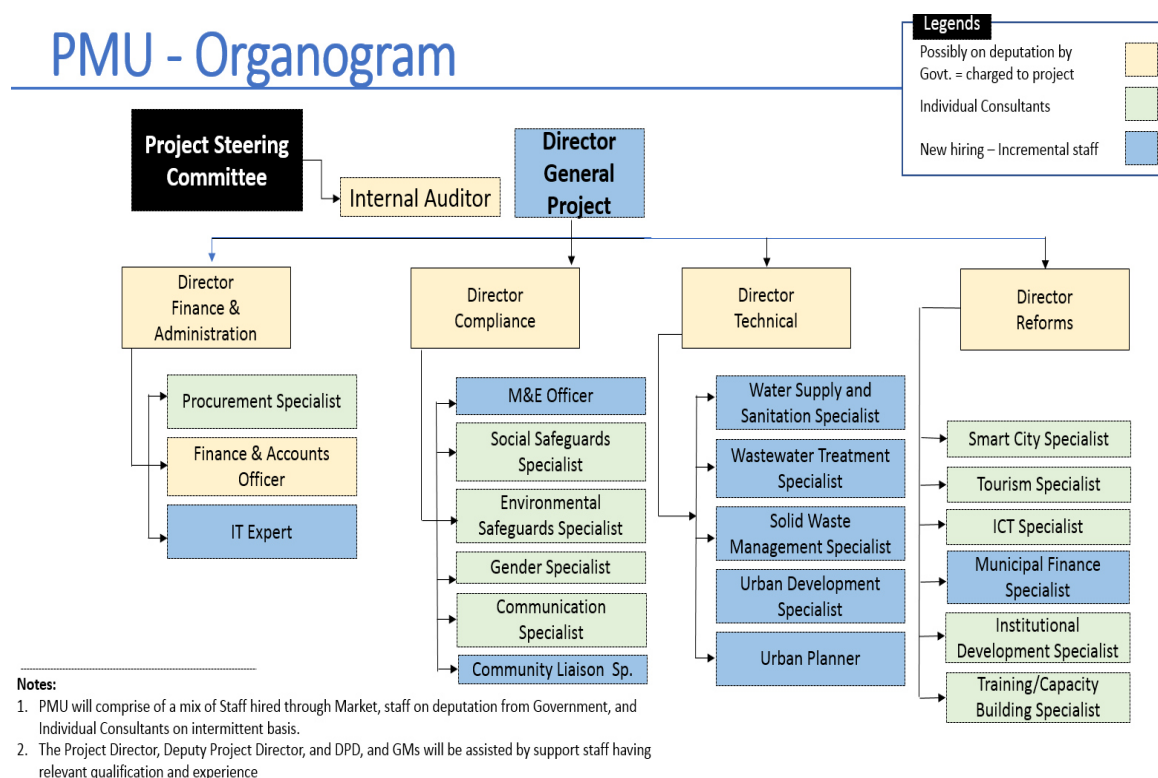 PMU - Organogram
Legends
Possibly on deputation by
Govt. = charged to project
Individual Consultants
New hiring – Incremental staff
Project Steering
Committee
Internal Auditor
Director
General
Project
Director
Finance &
Administration
Procurement Specialist
Finance & Accounts
Officer
IT Expert
Director
Compliance
M&E Officer
Social Safeguards
Specialist
Environmental
Safeguards Specialist
Gender Specialist
Communication
Specialist
Community Liaison Sp.
Director
Technical
Water Supply and
Sanitation Specialist
Wastewater Treatment
Specialist
Solid Waste
Management Specialist
Urban Development
Specialist
Urban Planner
Director
Reforms
Smart City Specialist
Tourism Specialist
ICT Specialist
Municipal Finance
Specialist
Institutional
Development Specialist
Training/Capacity
Building Specialist
Notes:
1. PMU will comprise of a mix of Staff hired through Market, staff on deputation from Government, and
Individual Consultants on intermittent basis.
2. The Project Director, Deputy Project Director, and DPD, and GMs will be assisted by support staff having
relevant qualification and experience